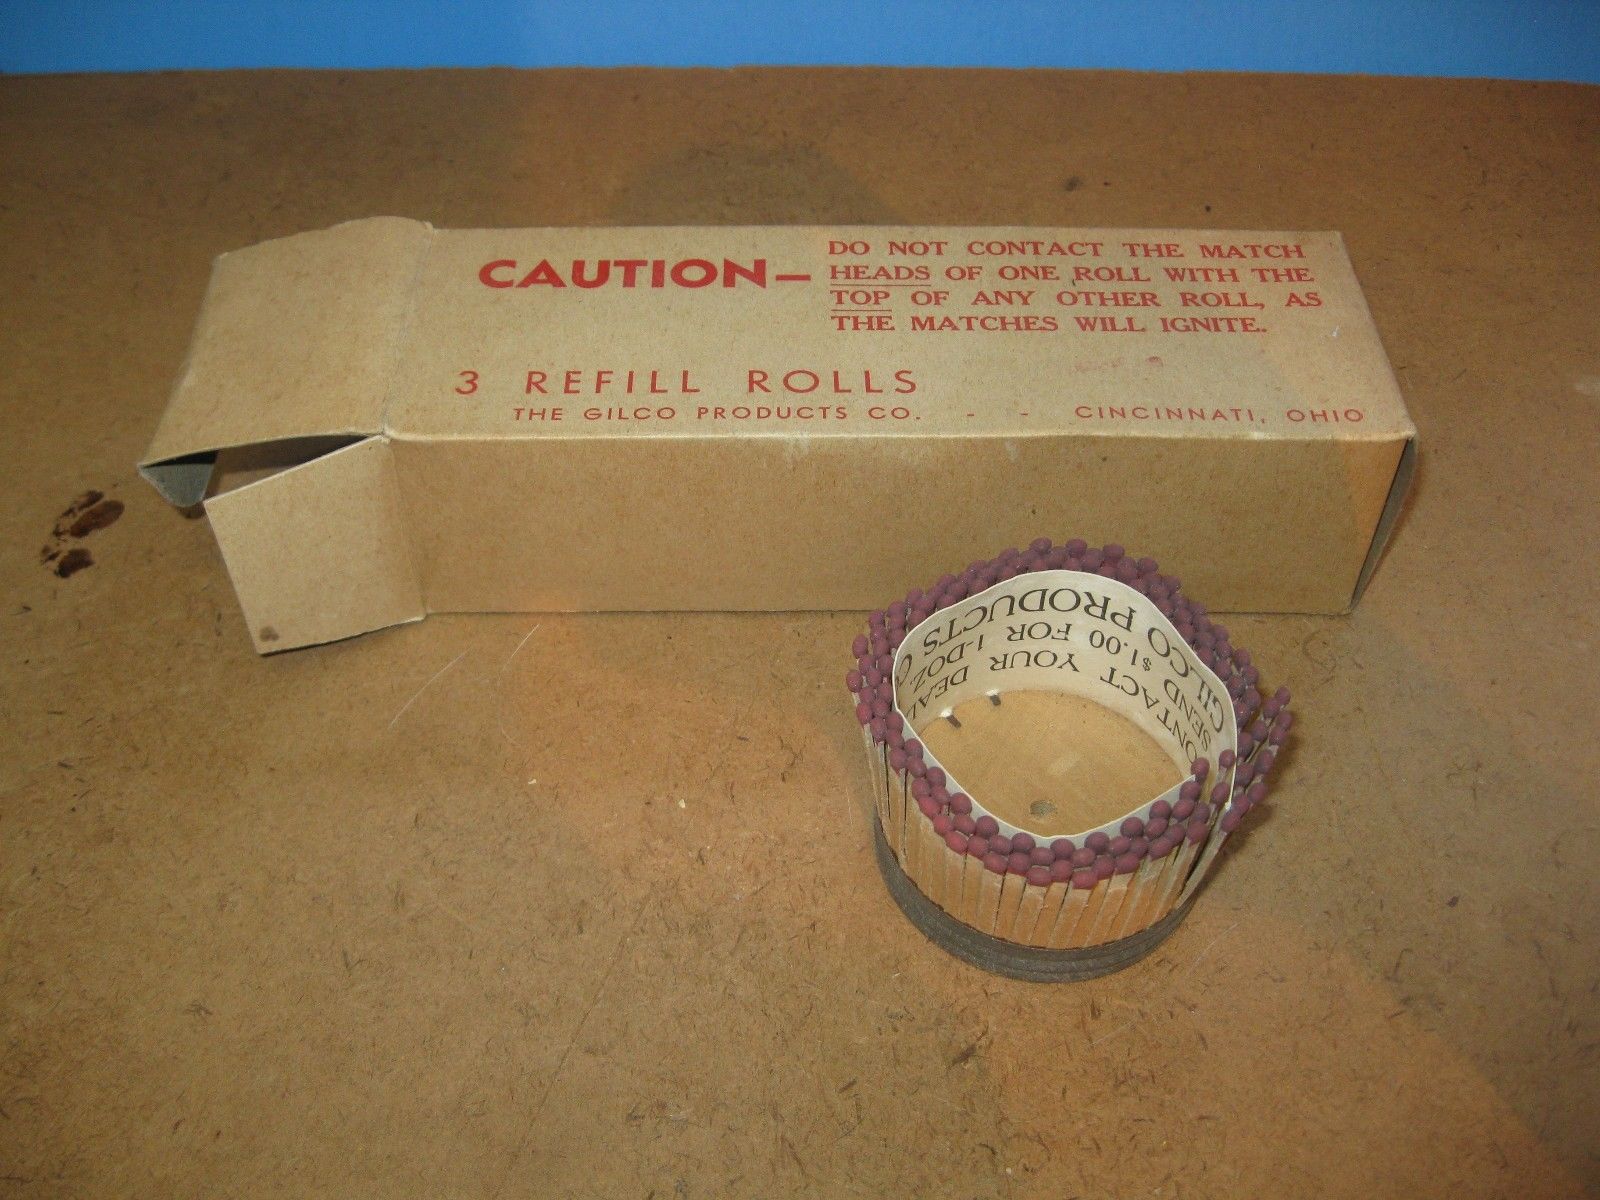 CAUTION— DO NOT CONTACT THE MATCH
HEADS OF ONE ROLL WITH THE
TOP OF ANY OTHER ROLL, AS
THE MATCHES WILL IGNITE.
3 REFILL ROLLS
THE GILCO PRODUCTS CO. - - CINCINNATI, OHIO
YOUR
SEND $1.00 FOR 1-DOZ.
GILCO PRODUCTS